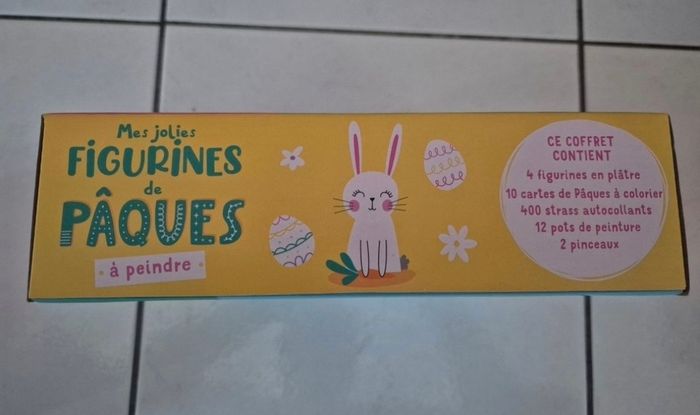 Mes jolies
FIGURINES
de
PÂQUES
à peindre
CE COFFRET
CONTIENT
4 figurines en plâtre
10 cartes de Pâques à colorier
400 strass autocollants
12 pots de peinture
2 pinceaux